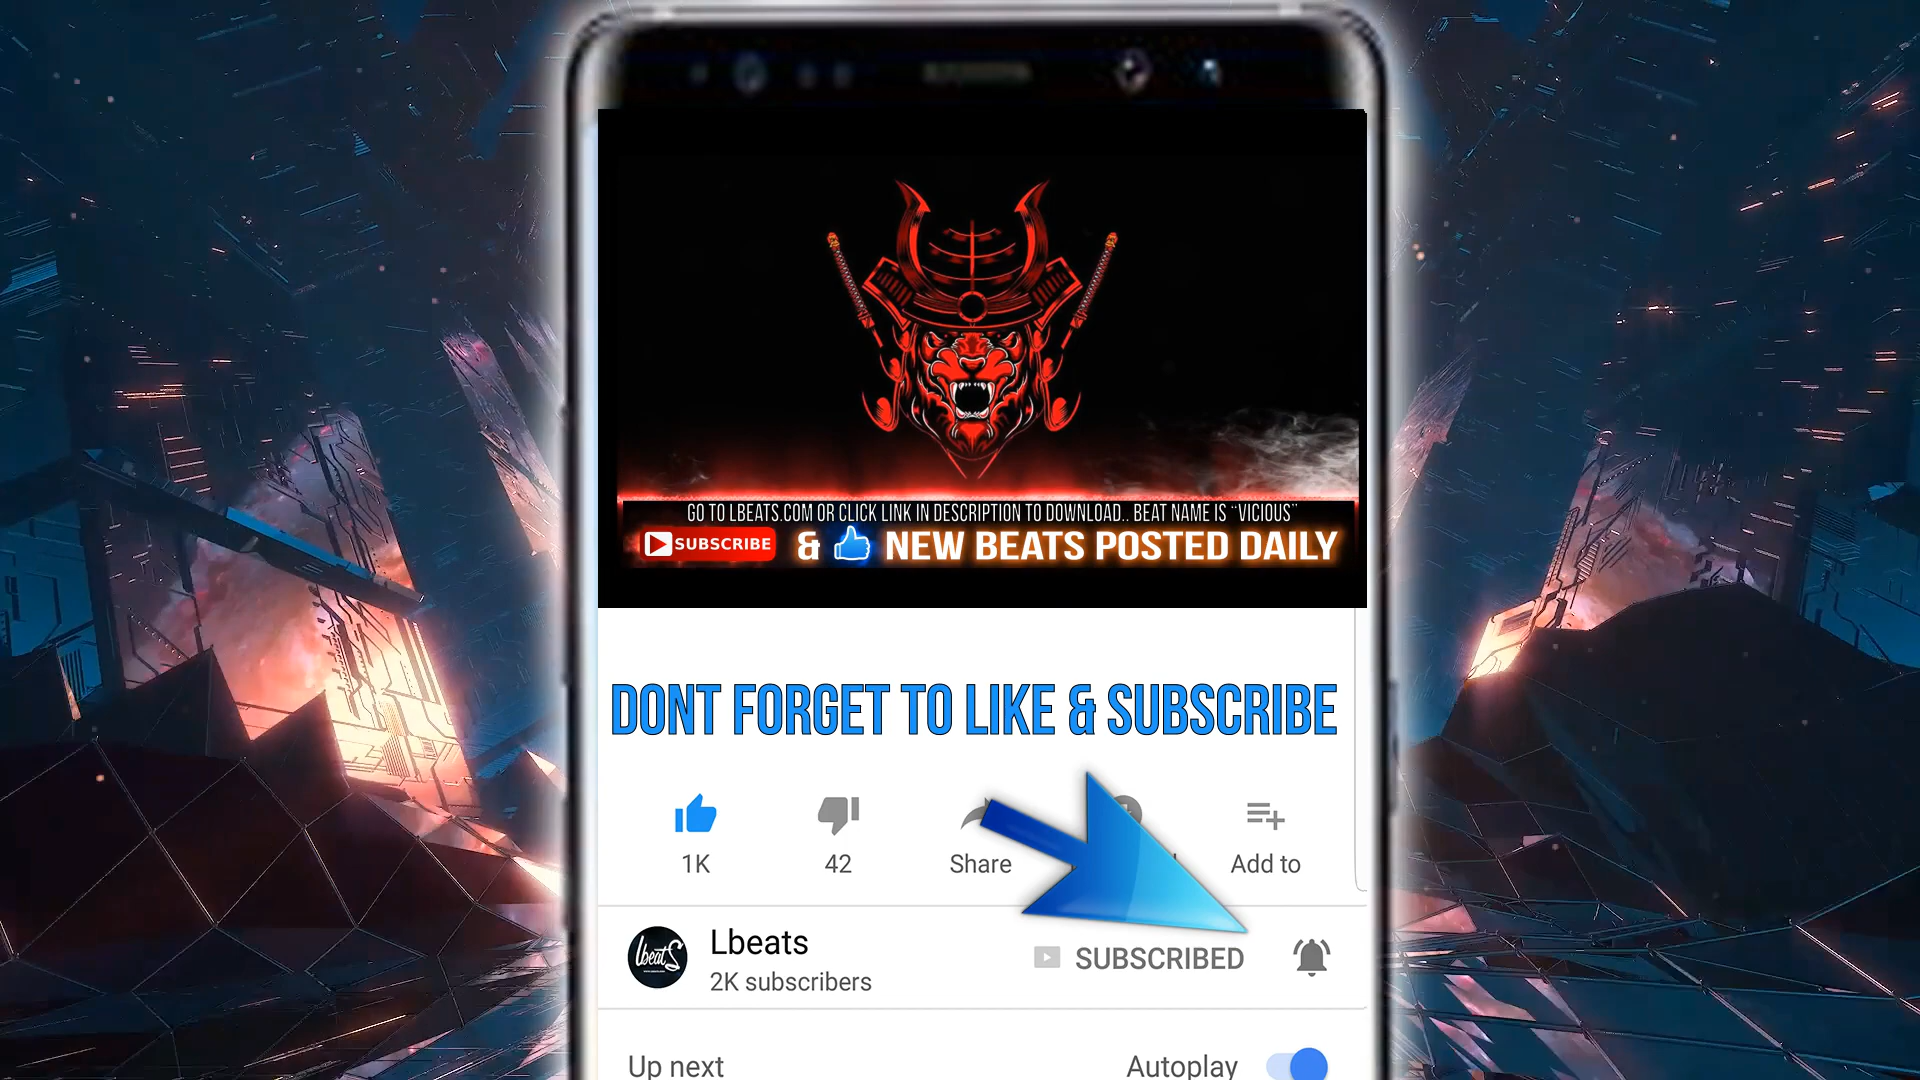 GO TO LBEATS.COM OR CLICK LINK IN DESCRIPTION TO DOWNLOAD.. BEAT NAME IS ¨VICIOUS¨
SUBSCRIBE & NEW BEATS POSTED DAILY
DONT FORGET TO LIKE & SUBSCRIBE
1K 42 Share Add to
Lbeats
2K subscribers
SUBSCRIBED
lbeatS
Up next Autoplay